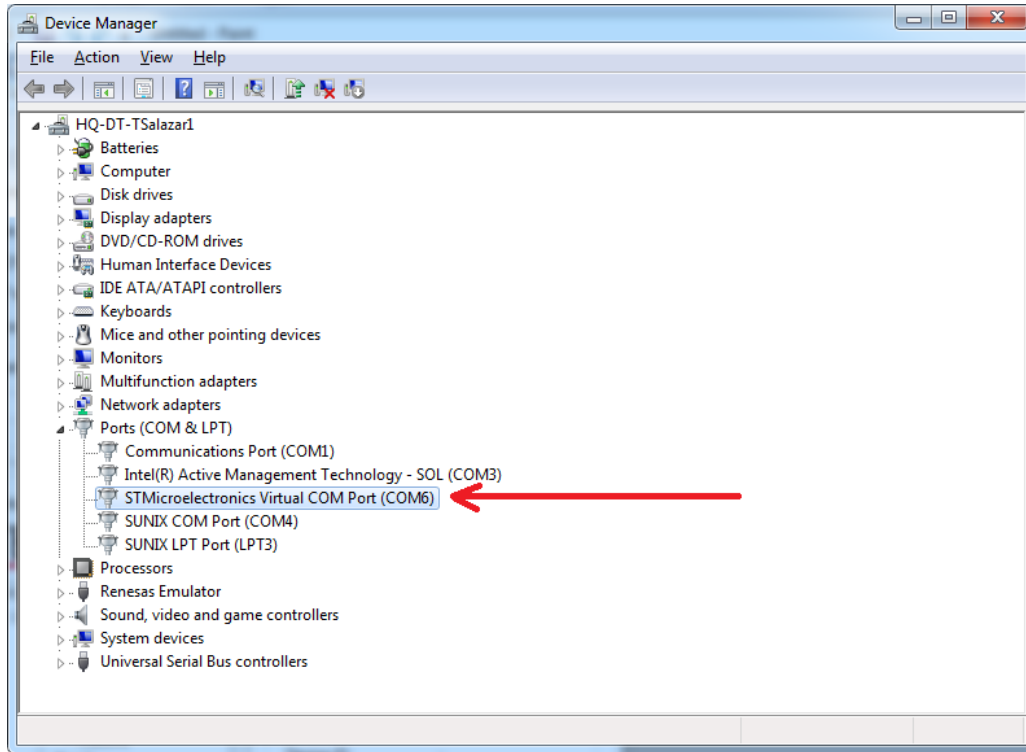 Device Manager
File Action View Help
HQ-DT-TSalazar1
Batteries
Computer
Disk drives
Display adapters
DVD/CD-ROM drives
Human Interface Devices
IDE ATA/ATAPI controllers
Keyboards
Mice and other pointing devices
Monitors
Multifunction adapters
Network adapters
Ports (COM & LPT)
Communications Port (COM1)
Intel(R) Active Management Technology - SOL (COM3)
STMicroelectronics Virtual COM Port (COM6)
SUNIX COM Port (COM4)
SUNIX LPT Port (LPT3)
Processors
Renesas Emulator
Sound, video and game controllers
System devices
Universal Serial Bus controllers